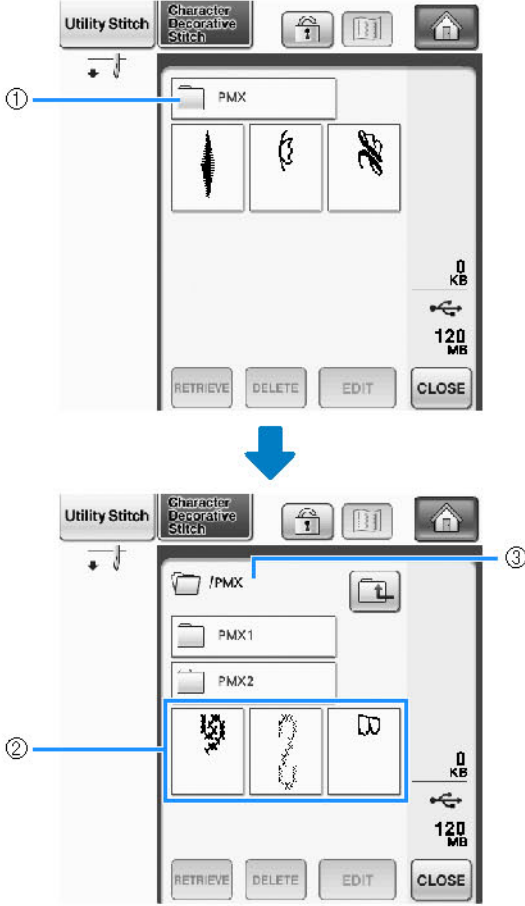 Utility Stitch
Character
Decorative
Stitch
①
PMX
0
KB
120
MB
RETRIEVE
DELETE
EDIT
CLOSE
Utility Stitch
Character
Decorative
Stitch
③
/PMX
PMX1
PMX2
②
0
KB
120
MB
RETRIEVE
DELETE
EDIT
CLOSE